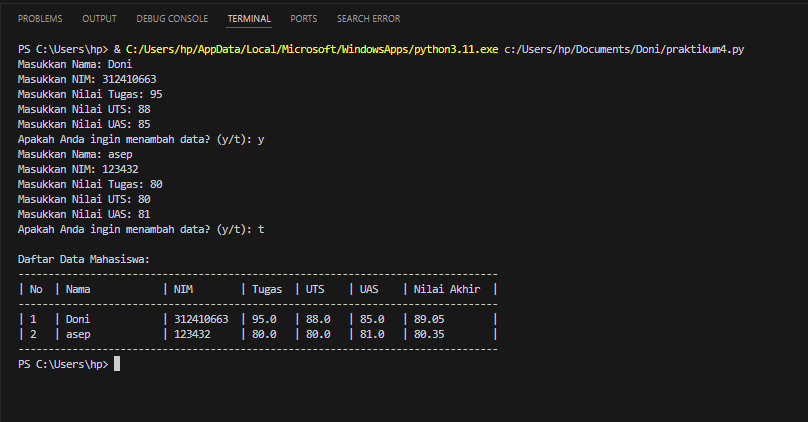 PROBLEMS OUTPUT DEBUG CONSOLE TERMINAL PORTS SEARCH ERROR
PS C:\Users\hp> & C:/Users/hp/AppData/Local/Microsoft/WindowsApps/python3.11.exe c:/Users/hp/Documents/Doni/praktikum4.py
Masukkan Nama: Doni
Masukkan NIM: 312410663
Masukkan Nilai Tugas: 95
Masukkan Nilai UTS: 88
Masukkan Nilai UAS: 85
Apakah Anda ingin menambah data? (y/t): y
Masukkan Nama: asep
Masukkan NIM: 123432
Masukkan Nilai Tugas: 80
Masukkan Nilai UTS: 80
Masukkan Nilai UAS: 81
Apakah Anda ingin menambah data? (y/t): t
Daftar Data Mahasiswa:
--------------------------------------------------------------------------------
| No  | Nama            | NIM       | Tugas  | UTS    | UAS    | Nilai Akhir  |
--------------------------------------------------------------------------------
| 1   | Doni            | 312410663 | 95.0   | 88.0   | 85.0   | 89.05        |
| 2   | asep            | 123432    | 80.0   | 80.0   | 81.0   | 80.35        |
--------------------------------------------------------------------------------
PS C:\Users\hp>